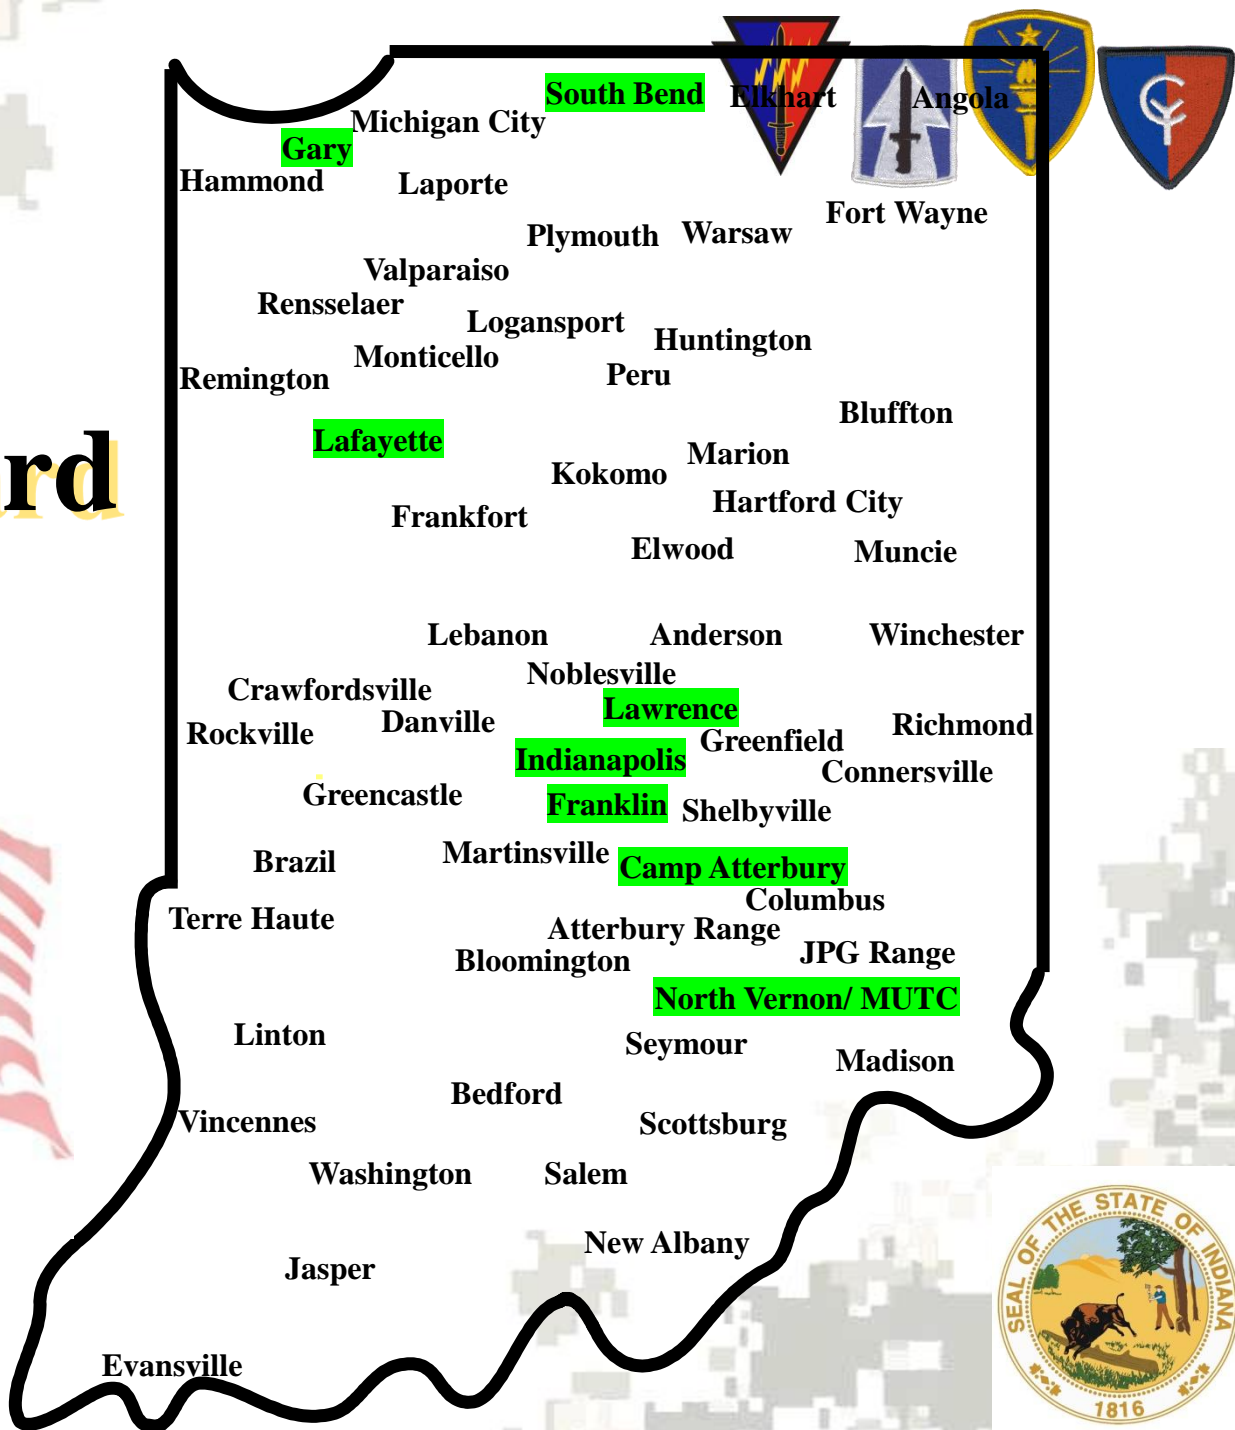 South Bend
Elkhart
Angola
Michigan City
Gary
Hammond
Laporte
Fort Wayne
Plymouth
Warsaw
Valparaiso
Rensselaer
Logansport
Huntington
Monticello
Peru
Remington
Bluffton
Lafayette
Marion
Kokomo
rd
Hartford City
Frankfort
Elwood
Muncie
Lebanon
Anderson
Winchester
Noblesville
Crawfordsville
Lawrence
Danville
Richmond
Rockville
Greenfield
Indianapolis
Connersville
Greencastle
Franklin
Shelbyville
Martinsville
Brazil
Camp Atterbury
Columbus
Terre Haute
Atterbury Range
JPG Range
Bloomington
North Vernon/ MUTC
Linton
Seymour
Madison
Bedford
Vincennes
Scottsburg
Washington
Salem
New Albany
Jasper
Evansville
SEAL OF THE STATE OF INDIANA
1816